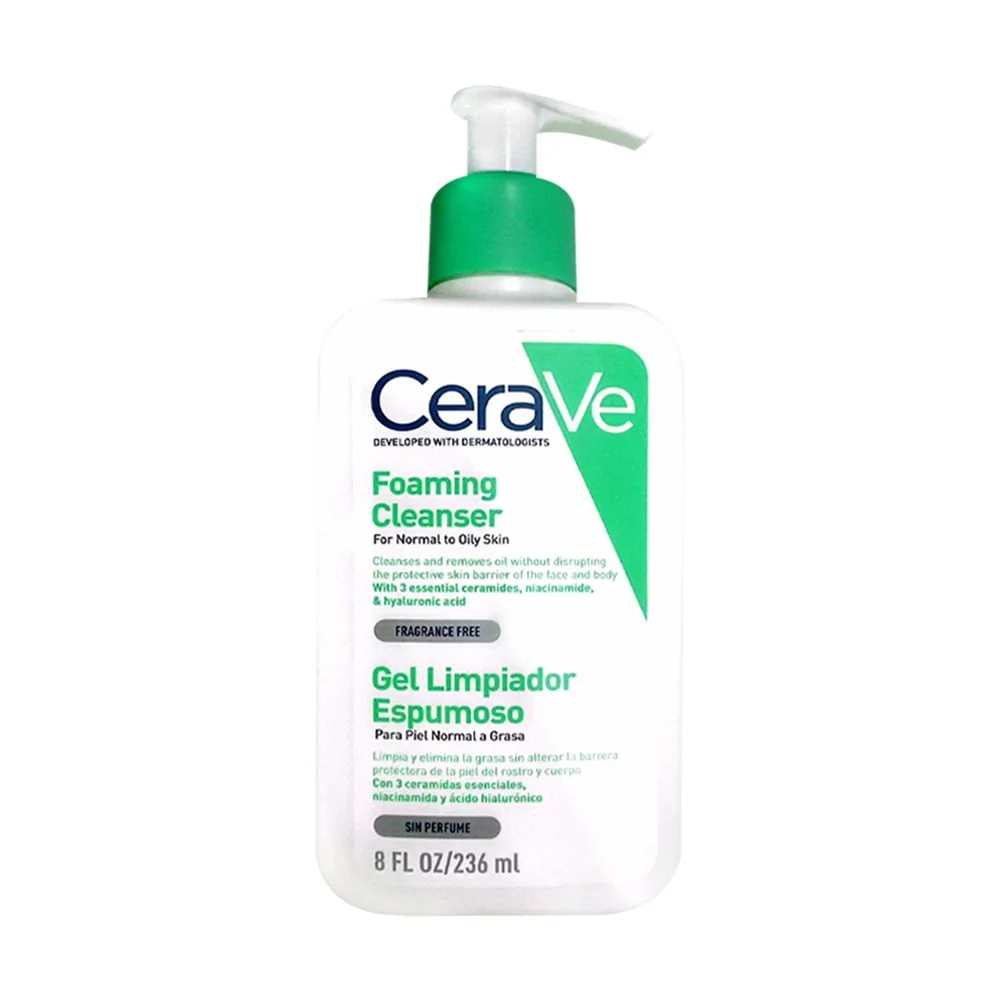 CeraVe
DEVELOPED WITH DERMATOLOGISTS
Foaming
Cleanser
For Normal to Oily Skin
Cleanses and removes oil without disrupting
the protective skin barrier of the face and body
With 3 essential ceramides, niacinamide,
& hyaluronic acid
FRAGRANCE FREE
Gel Limpiador
Espumoso
Para Piel Normal a Grasa
Limpia y elimina la grasa sin alterar la barrera
protectora de la piel del rostro y cuerpo
Con 3 ceramidas esenciales,
niacinamida y ácido hialurónico
SIN PERFUME
8 FL OZ/236 ml